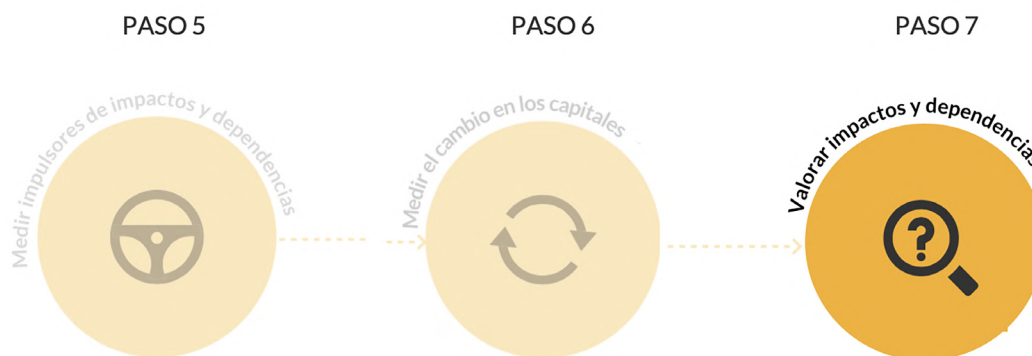 PASO 5
PASO 6
PASO 7
Medir impulsores de impactos y dependencias
Medir el cambio en los capitales
Valorar impactos y dependencias
?